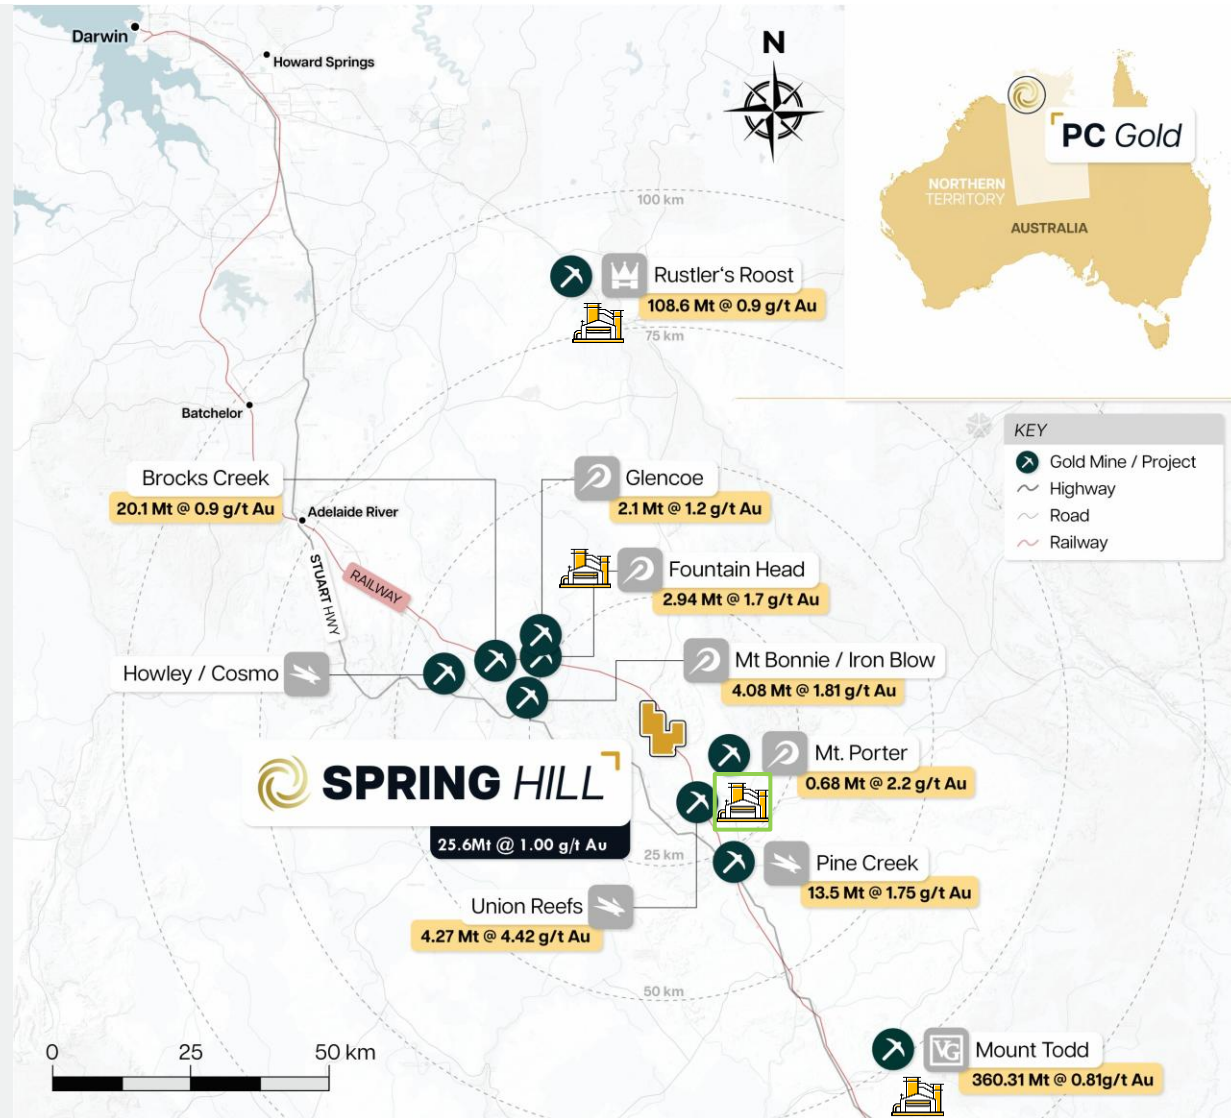 Darwin
Howard Springs
N
PC Gold
NORTHERN
TERRITORY
AUSTRALIA
100 km
Rustler's Roost
108.6 Mt @ 0.9 g/t Au
75 km
Batchelor
KEY
Gold Mine / Project
Highway
Road
Railway
Brocks Creek
20.1 Mt @ 0.9 g/t Au
Glencoe
2.1 Mt @ 1.2 g/t Au
Adelaide River
STUART HWY
RAILWAY
Fountain Head
2.94 Mt @ 1.7 g/t Au
Howley / Cosmo
Mt Bonnie / Iron Blow
4.08 Mt @ 1.81 g/t Au
SPRING HILL
25.6Mt @ 1.00 g/t Au
Mt. Porter
0.68 Mt @ 2.2 g/t Au
25 km
Pine Creek
13.5 Mt @ 1.75 g/t Au
Union Reefs
4.27 Mt @ 4.42 g/t Au
50 km
0 25 50 km
VG
Mount Todd
360.31 Mt @ 0.81g/t Au